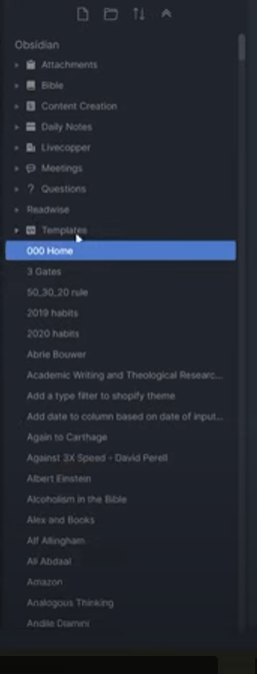 Obsidian
Attachments
Bible
Content Creation
Daily Notes
Livecopper
Meetings
Questions
Readwise
Templates
000 Home
3 Gates
50_30_20 rule
2019 habits
2020 habits
Abrie Bouwer
Academic Writing and Theological Researc...
Add a type filter to shopify theme
Add date to column based on date of input...
Again to Carthage
Against 3X Speed - David Perell
Albert Einstein
Alcoholism in the Bible
Alex and Books
Alf Allingham
Ali Abdaal
Amazon
Analogous Thinking
Andile Dlamini